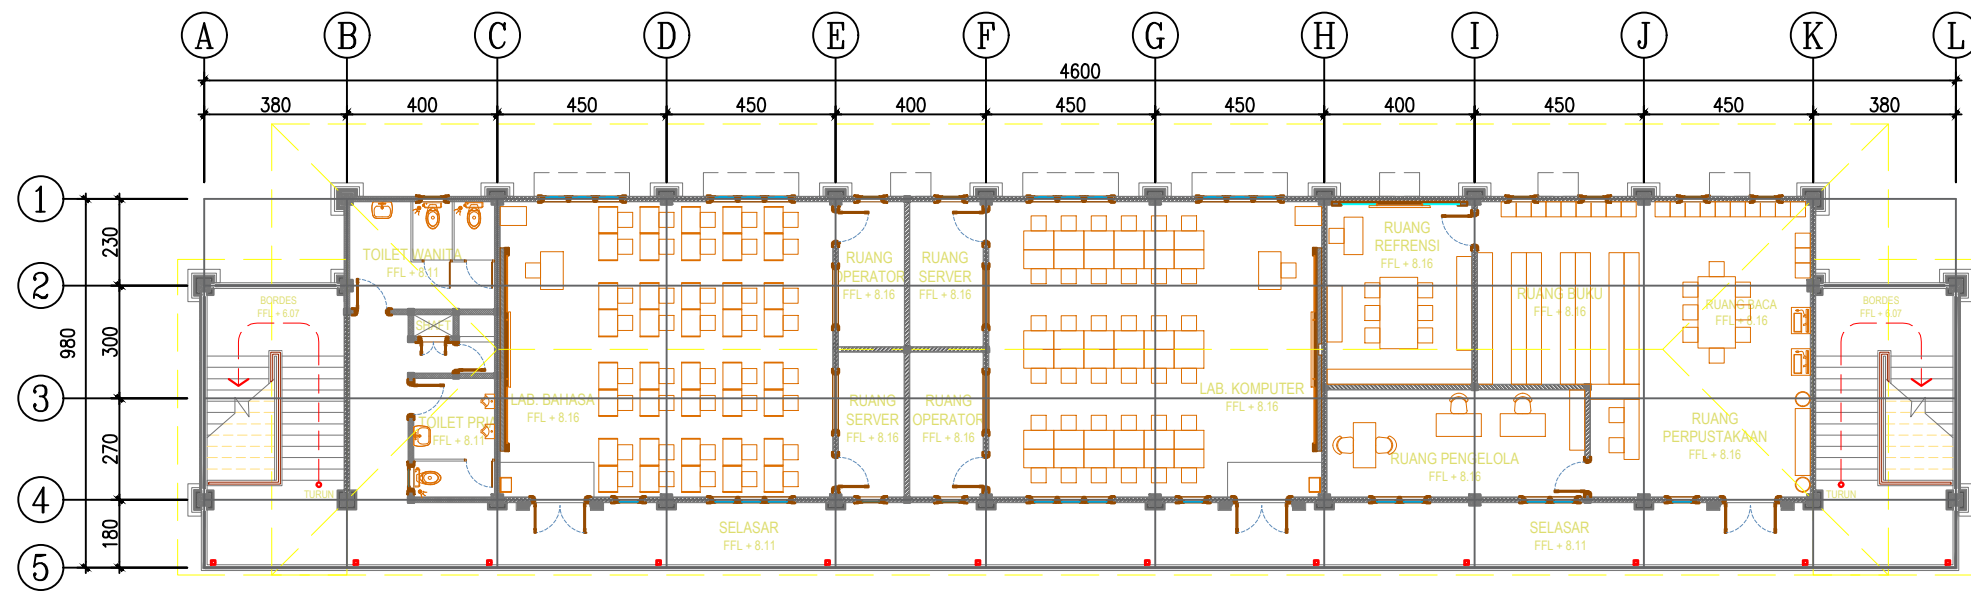 A B C D E F G H I J K L
4600
380 400 450 450 400 450 450 400 450 450 380
1
2
3
4
5
980
230
300
270
180
TOILET WANITA
FFL + 8.11
BORDES
FFL + 6.07
SHAFT
TOILET PRIA
FFL + 8.11
TURUN
LAB. BAHASA
FFL + 8.16
RUANG
OPERATOR
FFL + 8.16
RUANG
SERVER
FFL + 8.16
RUANG
SERVER
FFL + 8.16
RUANG
OPERATOR
FFL + 8.16
LAB. KOMPUTER
FFL + 8.16
RUANG
REFRENSI
FFL + 8.16
RUANG BUKU
FFL + 8.16
RUANG BACA
FFL + 8.16
RUANG PENGELOLA
FFL + 8.16
RUANG
PERPUSTAKAAN
FFL + 8.16
BORDES
FFL + 6.07
TURUN
SELASAR
FFL + 8.11
SELASAR
FFL + 8.11